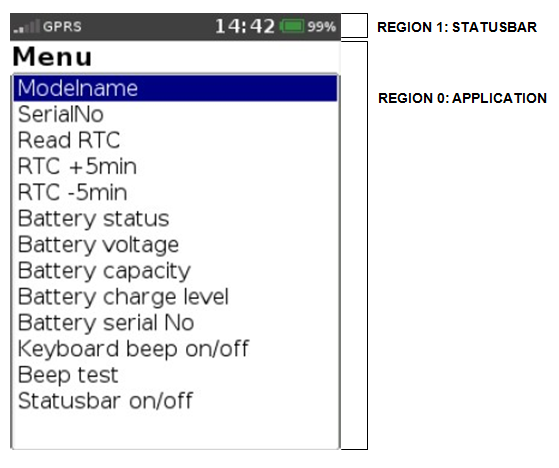 GPRS 14:42 99% REGION 1: STATUSBAR
Menu
Modelname
REGION 0: APPLICATION
SerialNo
Read RTC
RTC +5min
RTC -5min
Battery status
Battery voltage
Battery capacity
Battery charge level
Battery serial No
Keyboard beep on/off
Beep test
Statusbar on/off